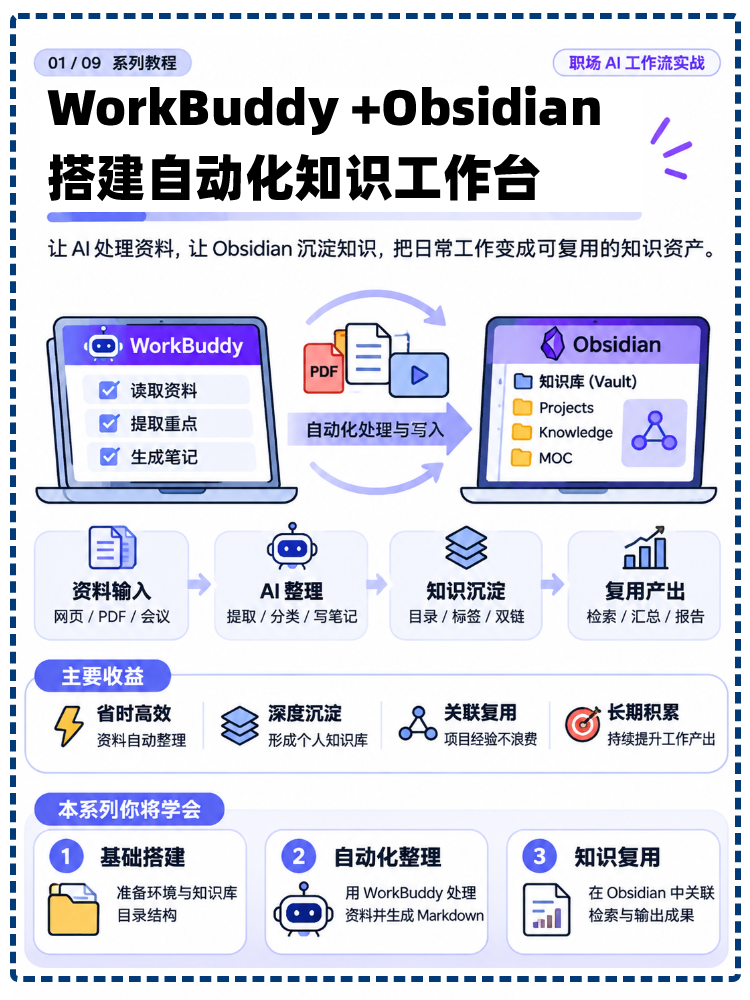 01 / 09 系列教程
职场 AI 工作流实战
WorkBuddy +Obsidian
搭建自动化知识工作台
让 AI 处理资料, 让 Obsidian 沉淀知识, 把日常工作变成可复用的知识资产。
WorkBuddy
读取资料
提取重点
生成笔记
PDF
自动化处理与写入
Obsidian
知识库 (Vault)
Projects
Knowledge
MOC
资料输入
网页 / PDF / 会议
AI 整理
提取 / 分类 / 写笔记
知识沉淀
目录 / 标签 / 双链
复用产出
检索 / 汇总 / 报告
主要收益
省时高效
资料自动整理
深度沉淀
形成个人知识库
关联复用
项目经验不浪费
长期积累
持续提升工作产出
本系列你将学会
1 基础搭建
准备环境与知识库
目录结构
2 自动化整理
用 WorkBuddy 处理
资料并生成 Markdown
3 知识复用
在 Obsidian 中关联
检索与输出成果